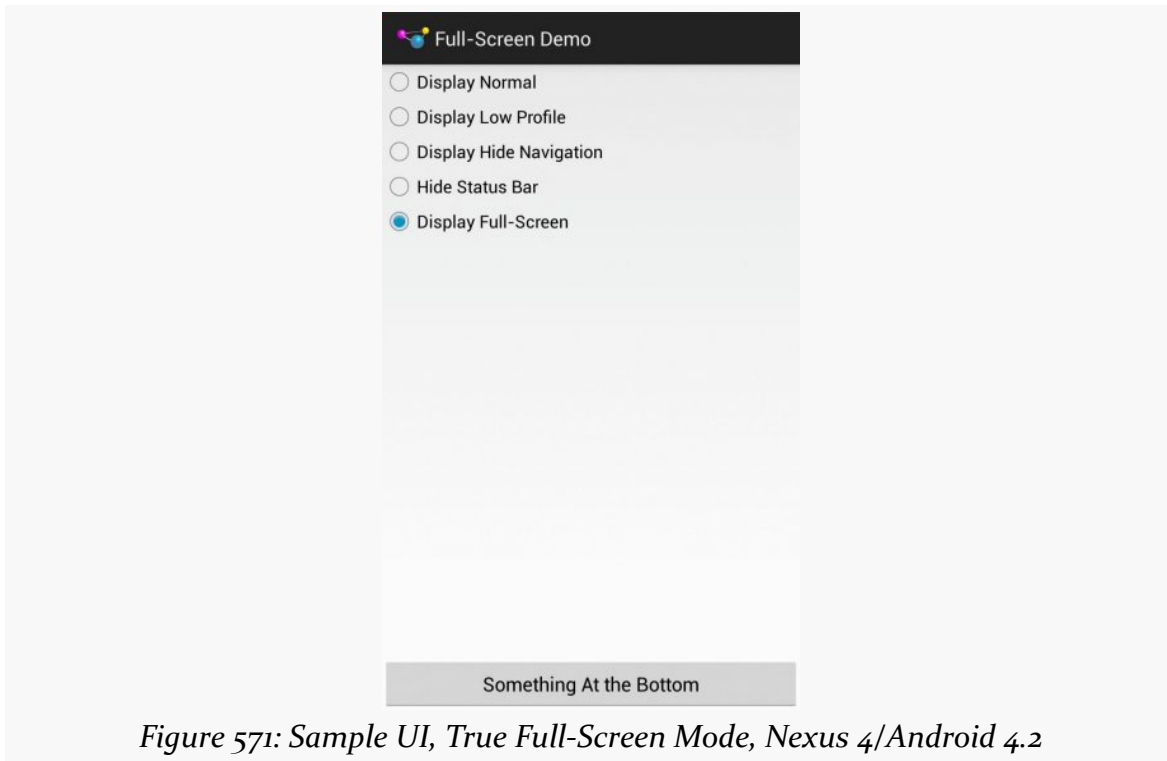 Full-Screen Demo
Display Normal
Display Low Profile
Display Hide Navigation
Hide Status Bar
Display Full-Screen
Something At the Bottom
Figure 571: Sample UI, True Full-Screen Mode, Nexus 4/Android 4.2